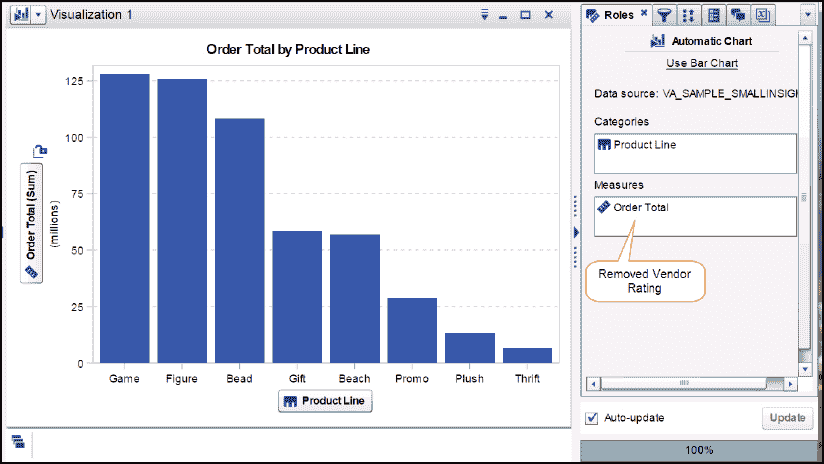 Visualization 1
Order Total by Product Line
Order Total (Sum)
(millions)
125
100
75
50
25
0
Game Figure Bead Gift Beach Promo Plush Thrift
Product Line
Roles
Automatic Chart
Use Bar Chart
Data source: VA_SAMPLE_SMALLINSIGH
Categories
Product Line
Measures
Order Total
Removed Vendor
Rating
Auto-update
Update
100%